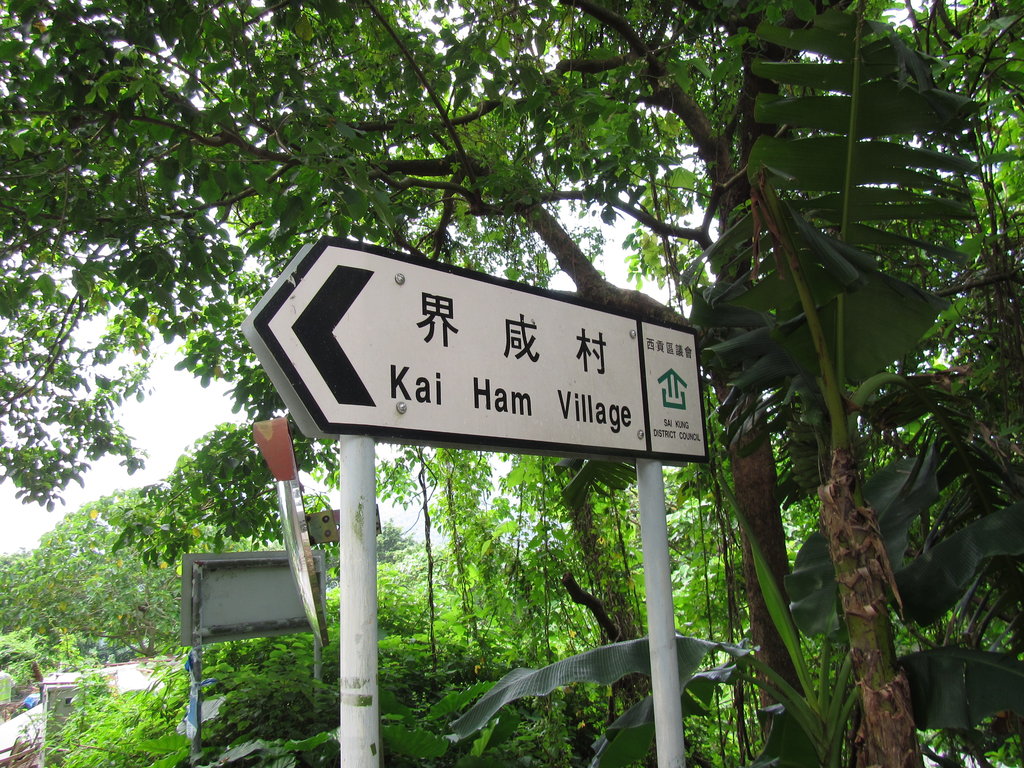 界咸村
Kai Ham Village
西貢區議會
SAI KUNG
DISTRICT COUNCIL